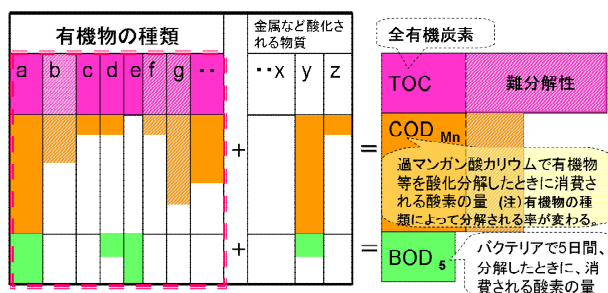 有機物の種類
金属など酸化さ
れる物質
全有機炭素
a b c d e f g ‥
‥x y z
TOC 難分解性
COD Mn
+ =
過マンガン酸カリウムで有機物
等を酸化分解したときに消費さ
れる酸素の量 (注)有機物の種
類によって分解される率が変わる。
+ =
BOD 5
バクテリアで5日間、
分解したときに、消
費される酸素の量